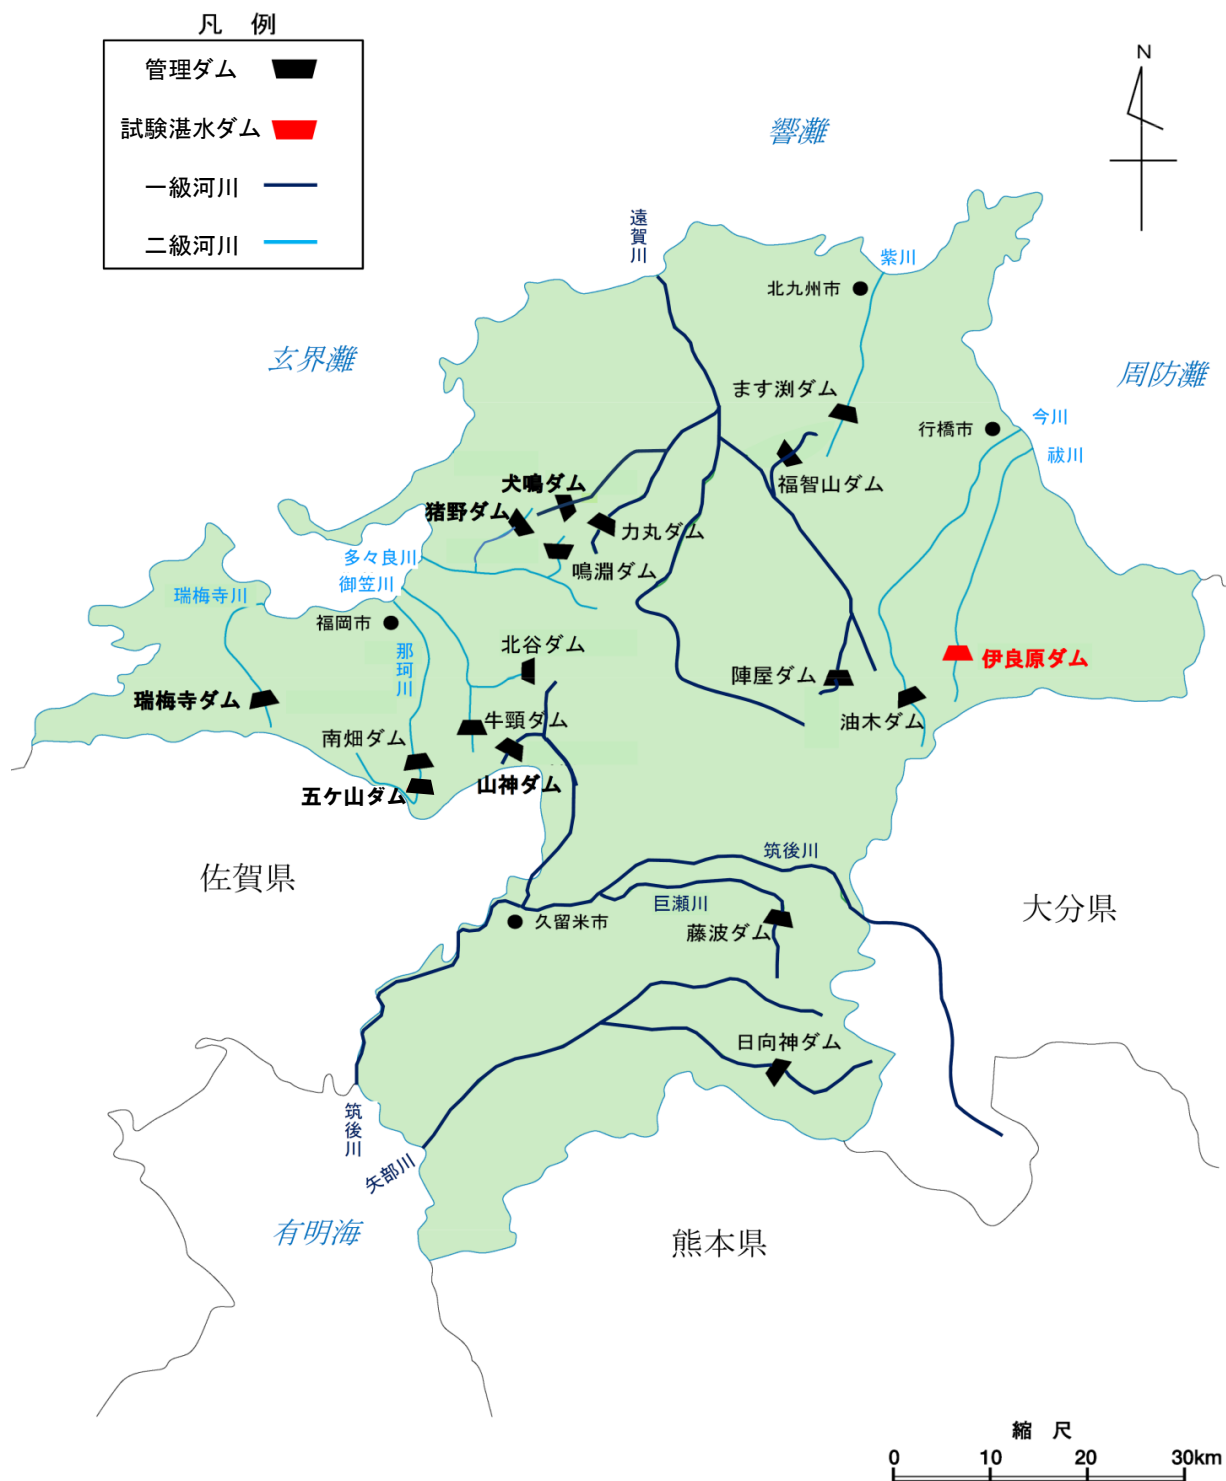 凡 例
管理ダム
試験湛水ダム
一級河川
二級河川
N
響灘
遠賀川
紫川
北九州市
玄界灘
周防灘
ます渕ダム
今川
行橋市
祓川
福智山ダム
犬鳴ダム
猪野ダム
力丸ダム
多々良川
鳴淵ダム
御笠川
瑞梅寺川
福岡市
那珂川
北谷ダム
伊良原ダム
陣屋ダム
瑞梅寺ダム
牛頸ダム
油木ダム
南畑ダム
山神ダム
五ケ山ダム
筑後川
佐賀県
巨瀬川
大分県
久留米市
藤波ダム
日向神ダム
筑後川
矢部川
有明海
熊本県
縮 尺
0 10 20 30km